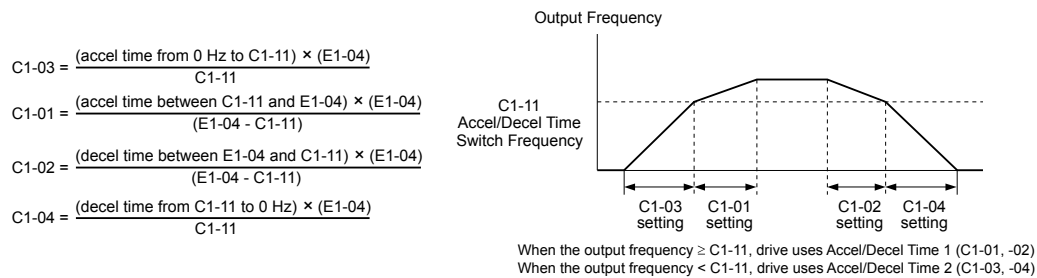 C1-03 = (accel time from 0 Hz to C1-11) × (E1-04)
C1-11
C1-01 = (accel time between C1-11 and E1-04) × (E1-04)
(E1-04 - C1-11)
C1-02 = (decel time between E1-04 and C1-11) × (E1-04)
(E1-04 - C1-11)
C1-04 = (decel time from C1-11 to 0 Hz) × (E1-04)
C1-11
Output Frequency
C1-11
Accel/Decel Time
Switch Frequency
C1-03 setting
C1-01 setting
C1-02 setting
C1-04 setting
When the output frequency ≥ C1-11, drive uses Accel/Decel Time 1 (C1-01, -02)
When the output frequency < C1-11, drive uses Accel/Decel Time 2 (C1-03, -04)